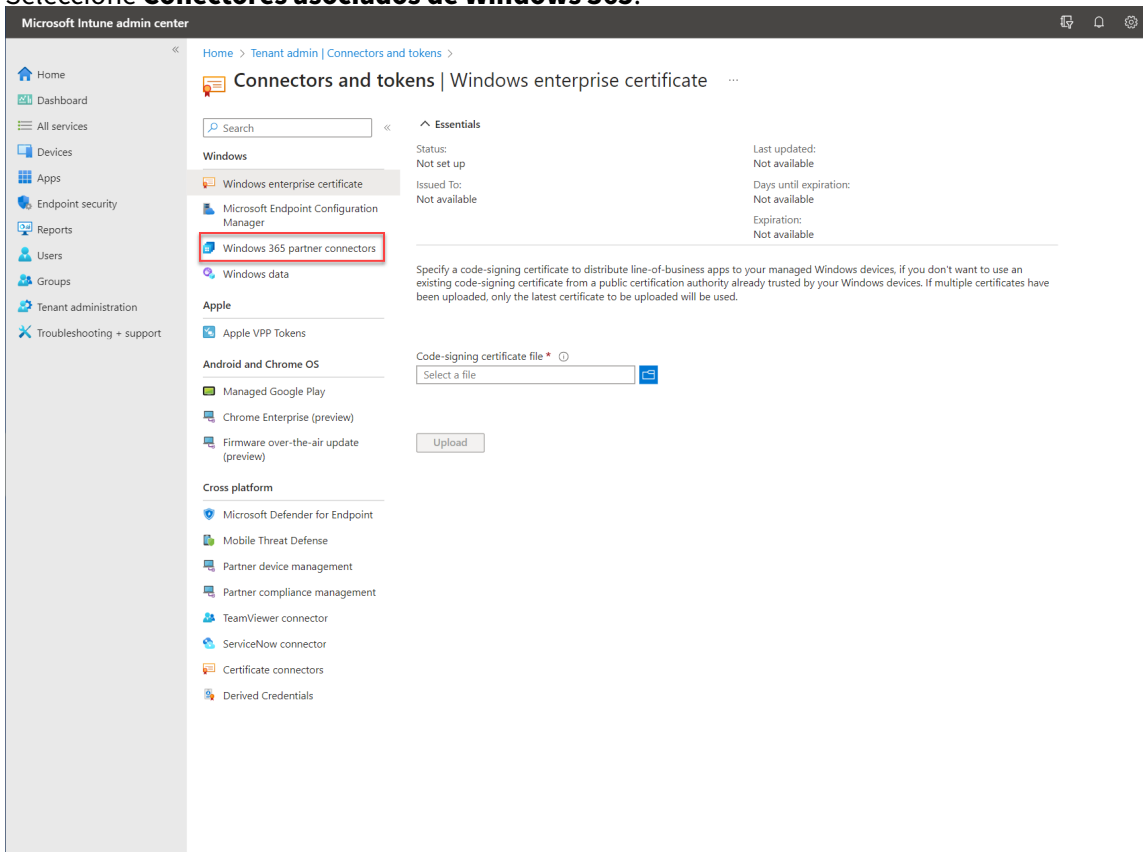 Seleccione Conectores asociados de Windows 365.
Microsoft Intune admin center
Home
Dashboard
All services
Devices
Apps
Endpoint security
Reports
Users
Groups
Tenant administration
Troubleshooting + support
Home > Tenant admin | Connectors and tokens >
Connectors and tokens | Windows enterprise certificate ...
Search
Windows
Windows enterprise certificate
Microsoft Endpoint Configuration
Manager
Windows 365 partner connectors
Windows data
Apple
Apple VPP Tokens
Android and Chrome OS
Managed Google Play
Chrome Enterprise (preview)
Firmware over-the-air update
(preview)
Cross platform
Microsoft Defender for Endpoint
Mobile Threat Defense
Partner device management
Partner compliance management
TeamViewer connector
ServiceNow connector
Certificate connectors
Derived Credentials
Essentials
Status:
Not set up
Issued To:
Not available
Last updated:
Not available
Days until expiration:
Not available
Expiration:
Not available
Specify a code-signing certificate to distribute line-of-business apps to your managed Windows devices, if you don't want to use an
existing code-signing certificate from a public certification authority already trusted by your Windows devices. If multiple certificates have
been uploaded, only the latest certificate to be uploaded will be used.
Code-signing certificate file *
Select a file
Upload